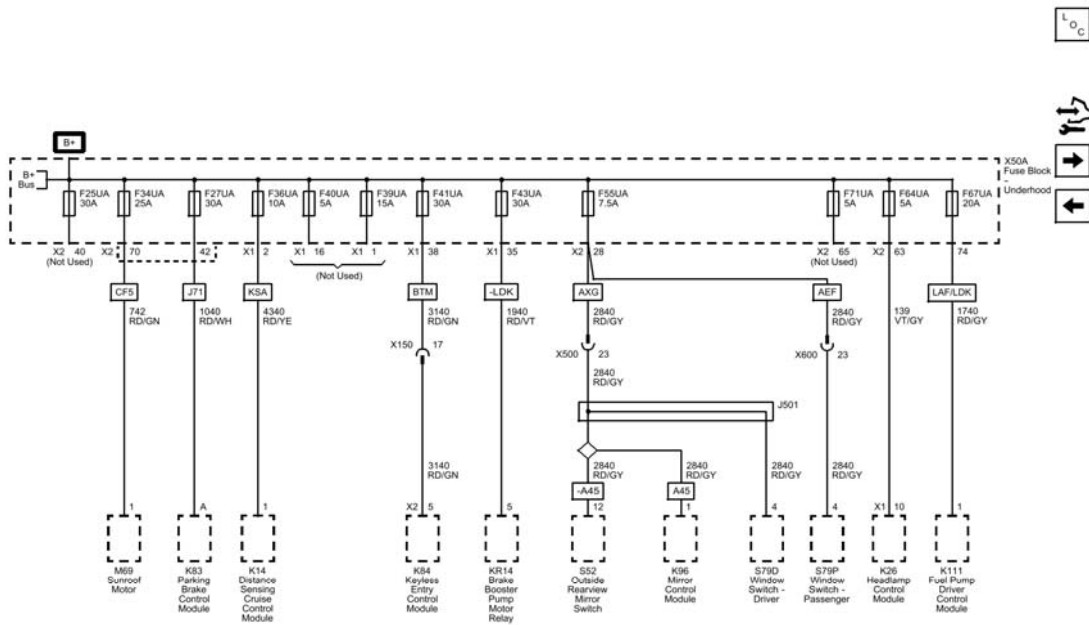 L
O
C
B+
B+
Bus
X50A
Fuse Block
-
Underhood
F25UA
30A
F34UA
25A
F27UA
30A
F36UA
10A
F40UA
5A
F39UA
15A
F41UA
30A
F43UA
30A
F55UA
7.5A
F71UA
5A
F64UA
5A
F67UA
20A
X2 40
(Not Used)
X2 70
42
X1 2
X1 16
X1 1
(Not Used)
X1 38
X1 35
X2 28
X2 65
(Not Used)
X2 63
74
CF5
J71
KSA
BTM
-LDK
AXG
AEF
LAF/LDK
742
RD/GN
1040
RD/WH
4340
RD/YE
3140
RD/GN
1940
RD/VT
2840
RD/GY
2840
RD/GY
139
VT/GY
1740
RD/GY
X150 17
X500 23
X600 23
2840
RD/GY
J501
3140
RD/GN
2840
RD/GY
2840
RD/GY
2840
RD/GY
2840
RD/GY
-A45
A45
1
A
1
X2 5
5
12
1
4
4
X1 10
1
M69
Sunroof
Motor
K83
Parking
Brake
Control
Module
K14
Distance
Sensing
Cruise
Control
Module
K84
Keyless
Entry
Control
Module
KR14
Brake
Booster
Pump
Motor
Relay
S52
Outside
Rearview
Mirror
Switch
K96
Mirror
Control
Module
S79D
Window
Switch -
Driver
S79P
Window
Switch -
Passenger
K26
Headlamp
Control
Module
K111
Fuel Pump
Driver
Control
Module